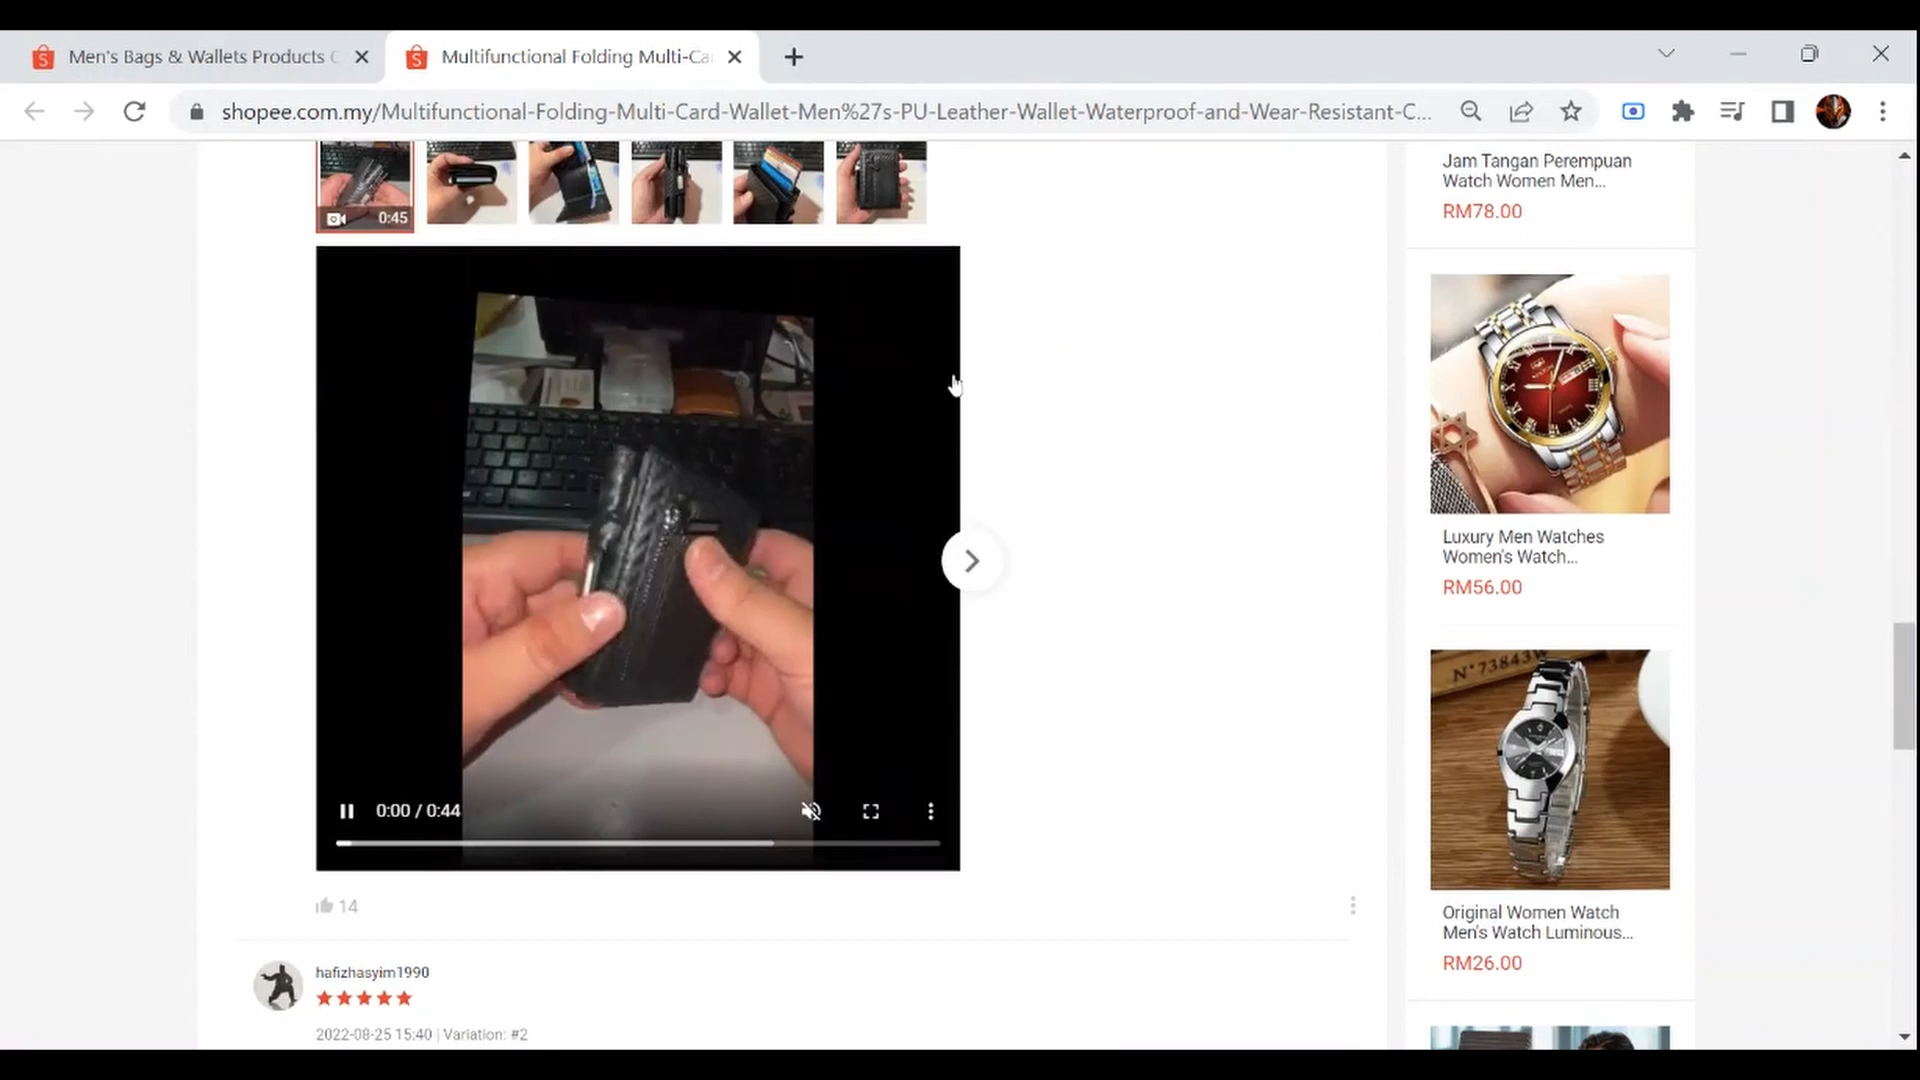 Men's Bags & Wallets Products
Multifunctional Folding Multi-Ca
shopee.com.my/Multifunctional-Folding-Multi-Card-Wallet-Men%27s-PU-Leather-Wallet-Waterproof-and-Wear-Resistant-C...
0:45
Jam Tangan Perempuan
Watch Women Men...
RM78.00
Luxury Men Watches
Women's Watch...
RM56.00
N°73843
Original Women Watch
Men's Watch Luminous...
RM26.00
0:00 / 0:44
14
hafizhasyim1990
2022-08-25 15:40 | Variation: #2